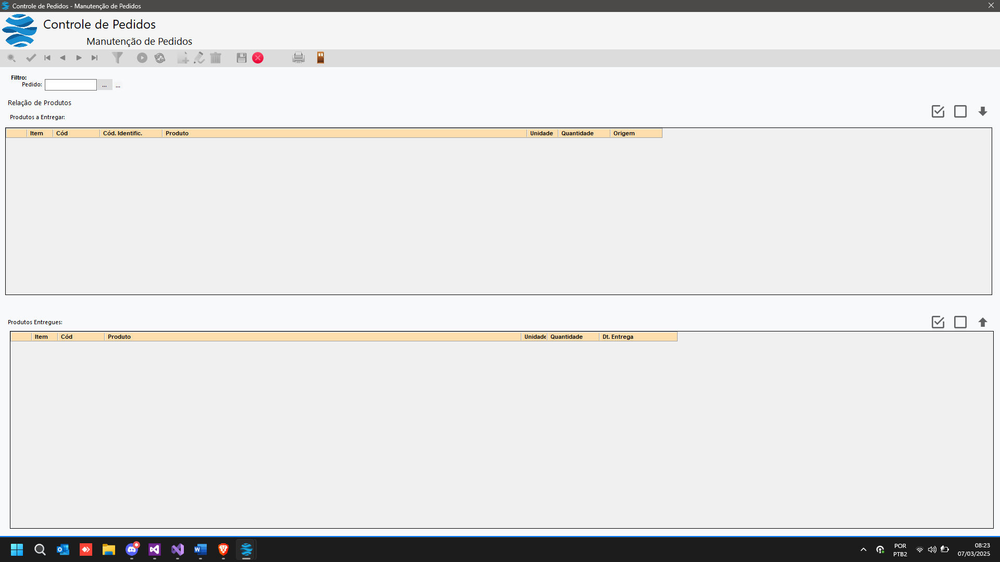 Controle de Pedidos - Manutenção de Pedidos
Controle de Pedidos
Manutenção de Pedidos
Filtro:
Pedido: ... ...
Relação de Produtos
Produtos a Entregar:
Item Cód Cód. Identific. Produto Unidade Quantidade Origem
Produtos Entregues:
Item Cód Produto Unidade Quantidade Dt. Entrega
POR
PTB2
08:23
07/03/2025